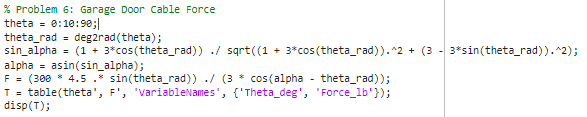 % Problem 6: Garage Door Cable Force
theta = 0:10:90;
theta_rad = deg2rad(theta);
sin_alpha = (1 + 3*cos(theta_rad)) ./ sqrt((1 + 3*cos(theta_rad)).^2 + (3 - 3*sin(theta_rad)).^2);
alpha = asin(sin_alpha);
F = (300 * 4.5 .* sin(theta_rad)) ./ (3 * cos(alpha - theta_rad));
T = table(theta', F', 'VariableNames', {'Theta_deg', 'Force_lb'});
disp(T);